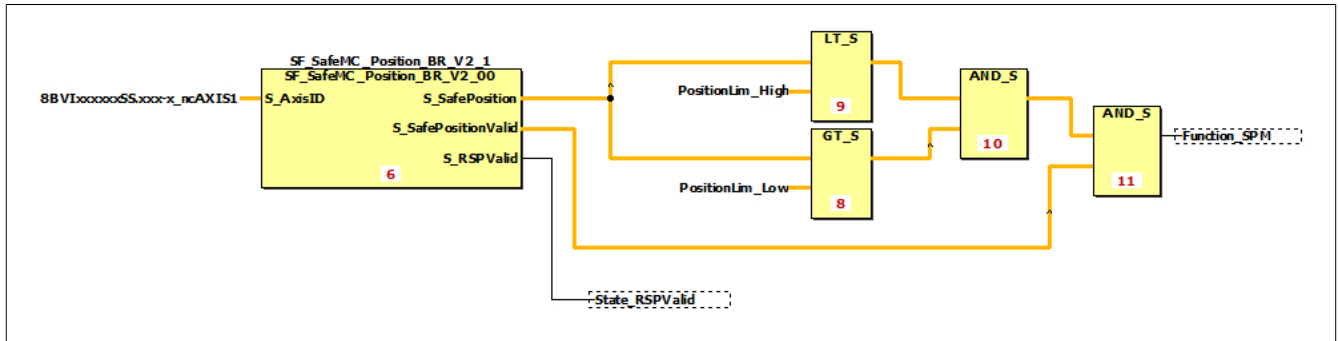 SF_SafeMC_Position_BR_V2_1
SF_SafeMC_Position_BR_V2_00
8BVIxxxxxxSS.xxx-x_ncAXIS1
S_AxisID
S_SafePosition
S_SafePositionValid
S_RSPValid
6
LT_S
PositionLim_High
9
GT_S
PositionLim_Low
8
AND_S
10
AND_S
11
Function_SPM
State_RSPValid